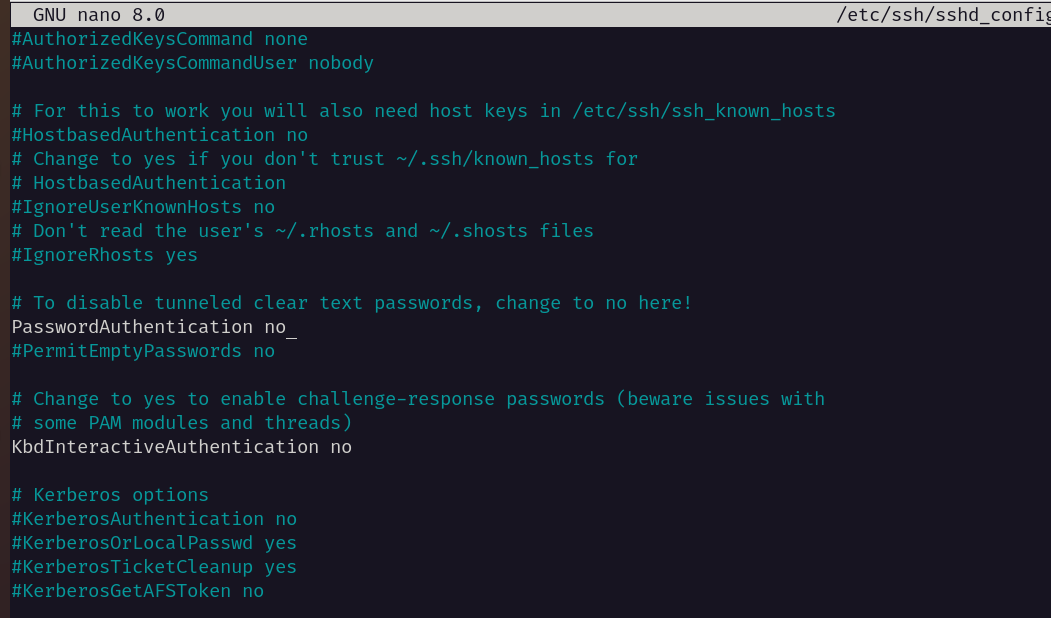 GNU nano 8.0 /etc/ssh/sshd_config
#AuthorizedKeysCommand none
#AuthorizedKeysCommandUser nobody
# For this to work you will also need host keys in /etc/ssh/ssh_known_hosts
#HostbasedAuthentication no
# Change to yes if you don't trust ~/.ssh/known_hosts for
# HostbasedAuthentication
#IgnoreUserKnownHosts no
# Don't read the user's ~/.rhosts and ~/.shosts files
#IgnoreRhosts yes
# To disable tunneled clear text passwords, change to no here!
PasswordAuthentication no_
#PermitEmptyPasswords no
# Change to yes to enable challenge-response passwords (beware issues with
# some PAM modules and threads)
KbdInteractiveAuthentication no
# Kerberos options
#KerberosAuthentication no
#KerberosOrLocalPasswd yes
#KerberosTicketCleanup yes
#KerberosGetAFSToken no